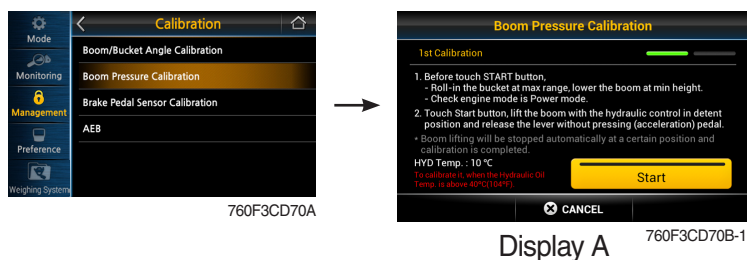 Mode
Monitoring
Management
Preference
Weighing System
Calibration
Boom/Bucket Angle Calibration
Boom Pressure Calibration
Brake Pedal Sensor Calibration
AEB
760F3CD70A
Boom Pressure Calibration
1st Calibration
1. Before touch START button,
- Roll-in the bucket at max range, lower the boom at min height.
- Check engine mode is Power mode.
2. Touch Start button, lift the boom with the hydraulic control in detent
position and release the lever without pressing (acceleration) pedal.
* Boom lifting will be stopped automatically at a certain position and
calibration is completed.
HYD Temp. : 10 ℃
To calibrate it, when the Hydraulic Oil
Temp. is above 40℃(104℉).
Start
CANCEL
Display A
760F3CD70B-1